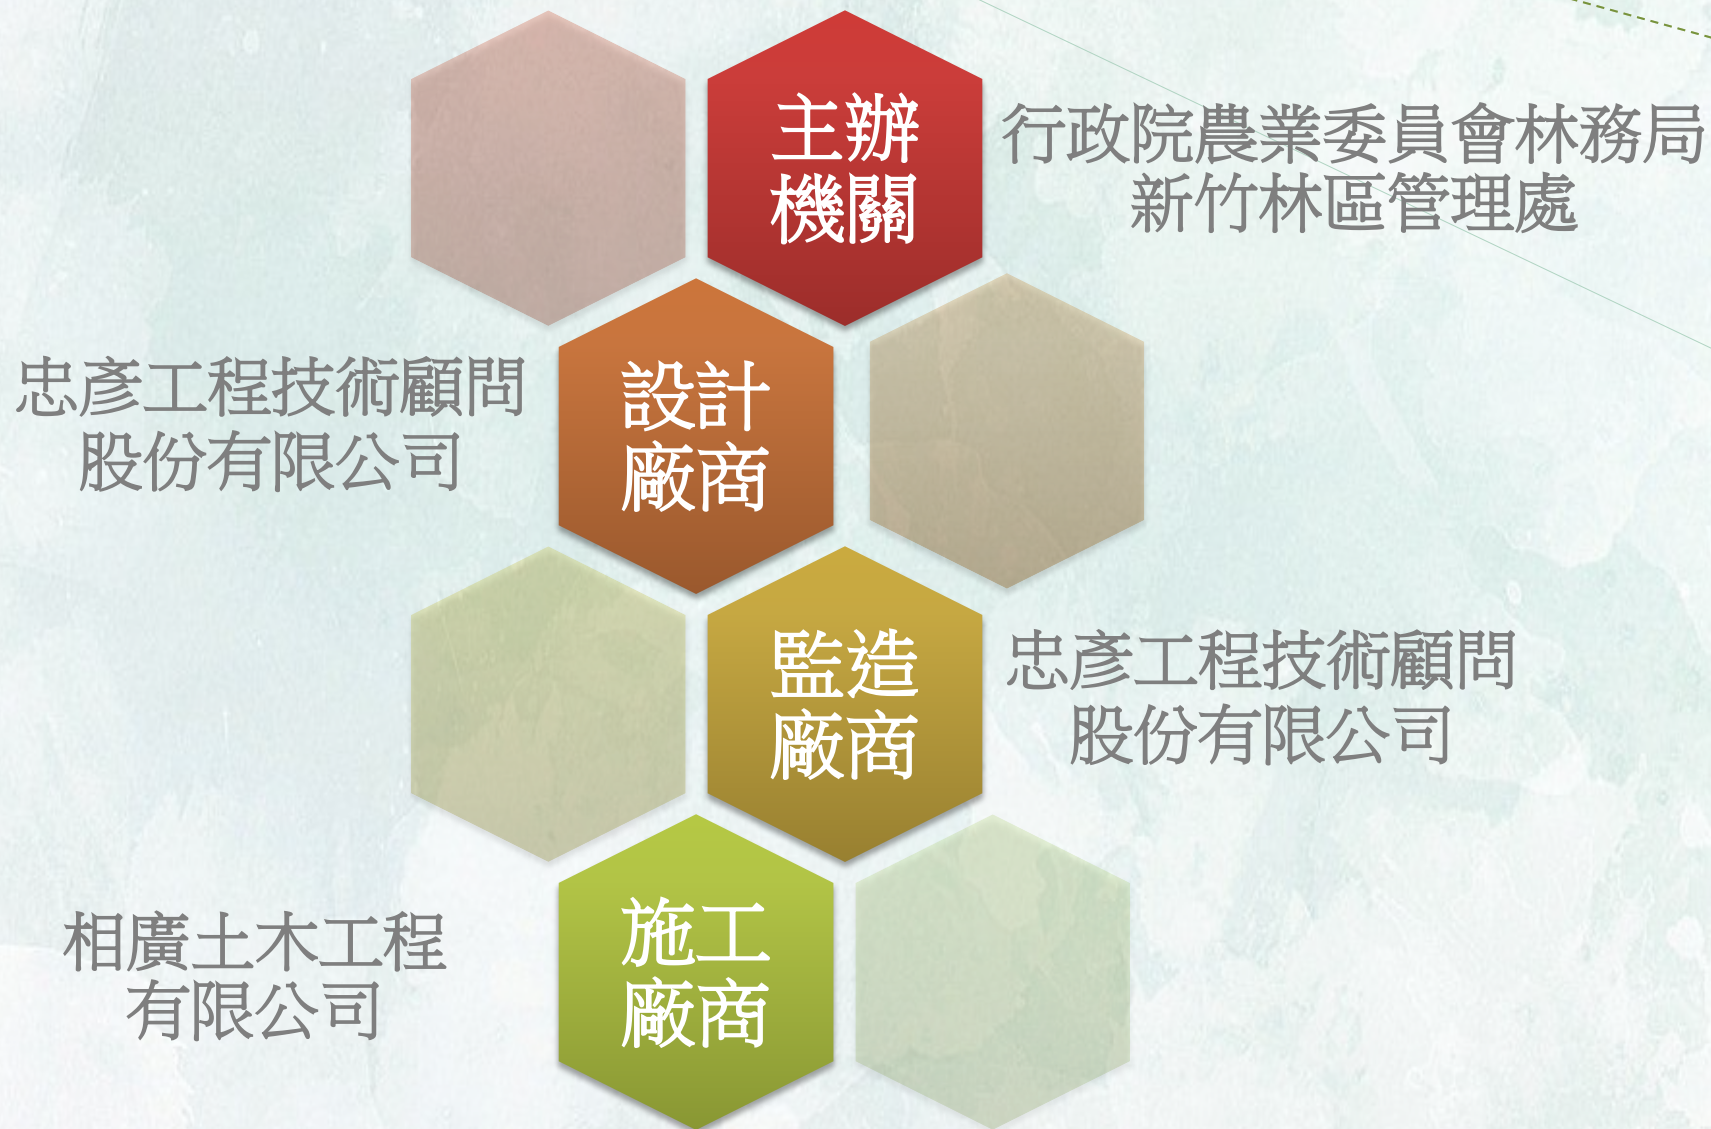 主辦
機關
行政院農業委員會林務局
新竹林區管理處
忠彥工程技術顧問
股份有限公司
設計
廠商
監造
廠商
忠彥工程技術顧問
股份有限公司
相廣土木工程
有限公司
施工
廠商